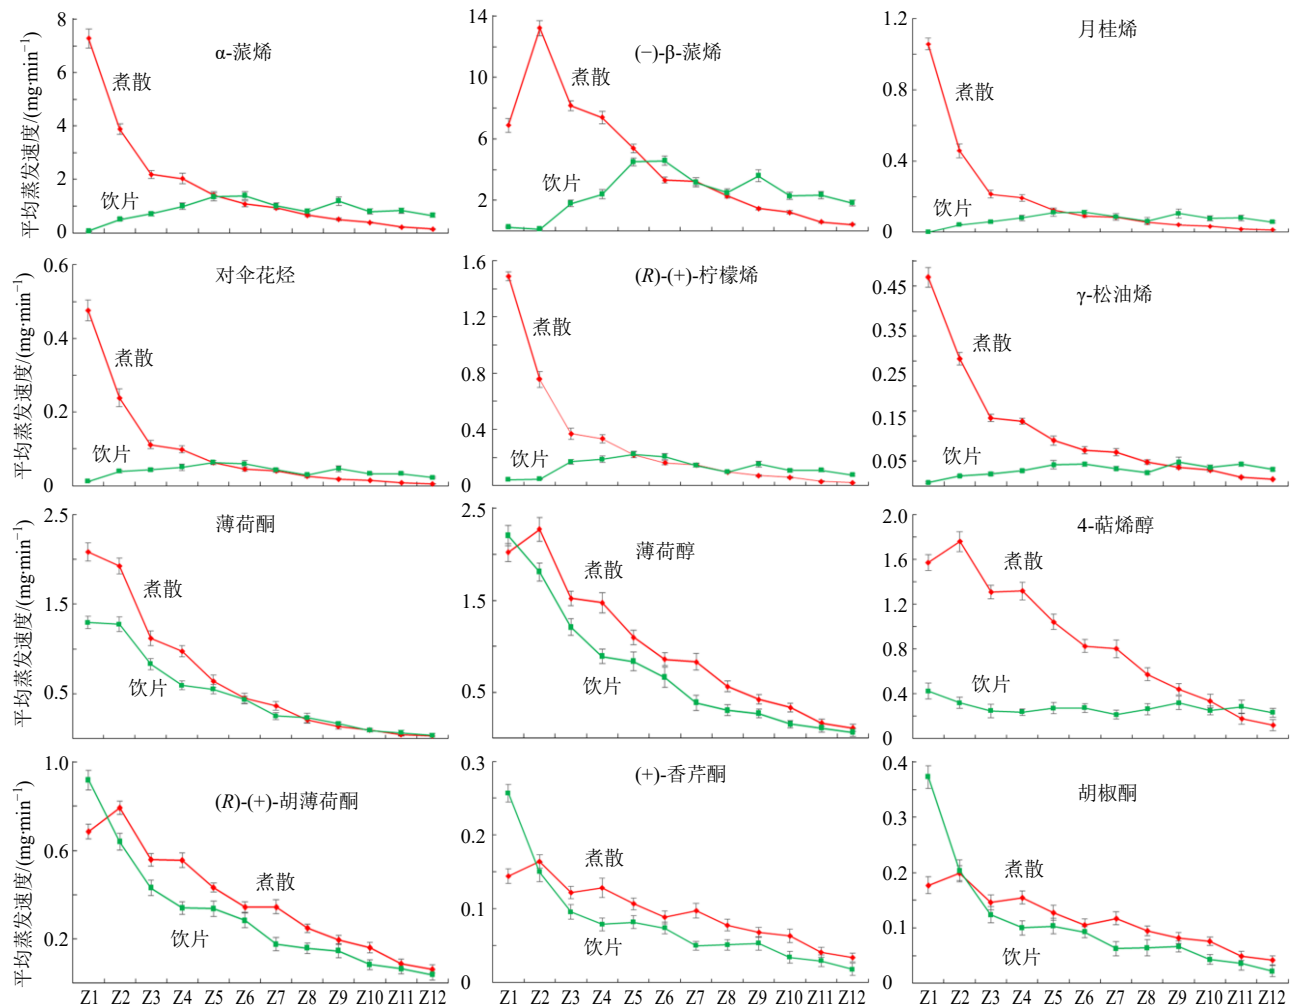 平均蒸发速度/(mg·min⁻¹)
8
6
4
2
0
α-蒎烯
煮散
饮片
14
10
6
2
(−)-β-蒎烯
煮散
饮片
1.2
0.8
0.4
0
月桂烯
煮散
饮片
平均蒸发速度/(mg·min⁻¹)
0.6
0.4
0.2
0
对伞花烃
煮散
饮片
1.6
1.2
0.8
0.4
0
(R)-(+)-柠檬烯
煮散
饮片
0.45
0.35
0.25
0.15
0.05
γ-松油烯
煮散
饮片
平均蒸发速度/(mg·min⁻¹)
2.5
1.5
0.5
薄荷酮
煮散
饮片
2.5
1.5
0.5
薄荷醇
煮散
饮片
2.0
1.6
1.2
0.8
0.4
0
4-萜烯醇
煮散
饮片
平均蒸发速度/(mg·min⁻¹)
1.0
0.6
0.2
(R)-(+)-胡薄荷酮
煮散
饮片
0.3
0.2
0.1
0
(+)-香芹酮
煮散
饮片
0.4
0.3
0.2
0.1
0
胡椒酮
煮散
饮片
Z1 Z2 Z3 Z4 Z5 Z6 Z7 Z8 Z9 Z10 Z11 Z12
Z1 Z2 Z3 Z4 Z5 Z6 Z7 Z8 Z9 Z10 Z11 Z12
Z1 Z2 Z3 Z4 Z5 Z6 Z7 Z8 Z9 Z10 Z11 Z12